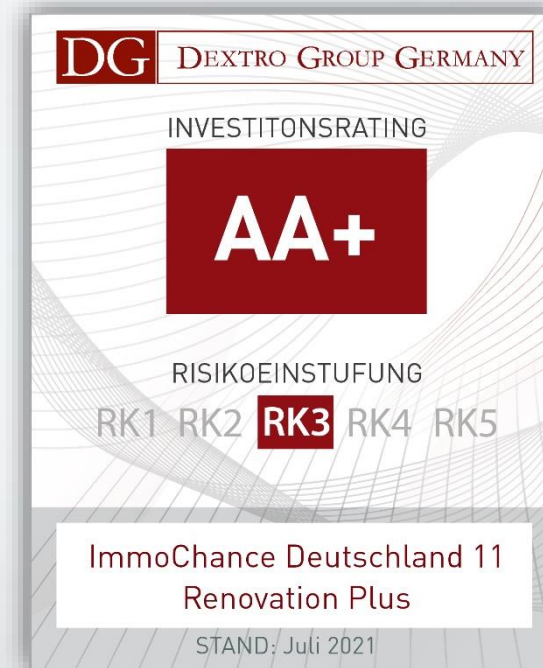 DG DEXTRO GROUP GERMANY
INVESTITONSRATING
AA+
RISIKOEINSTUFUNG
RK1 RK2 RK3 RK4 RK5
ImmoChance Deutschland 11
Renovation Plus
STAND: Juli 2021